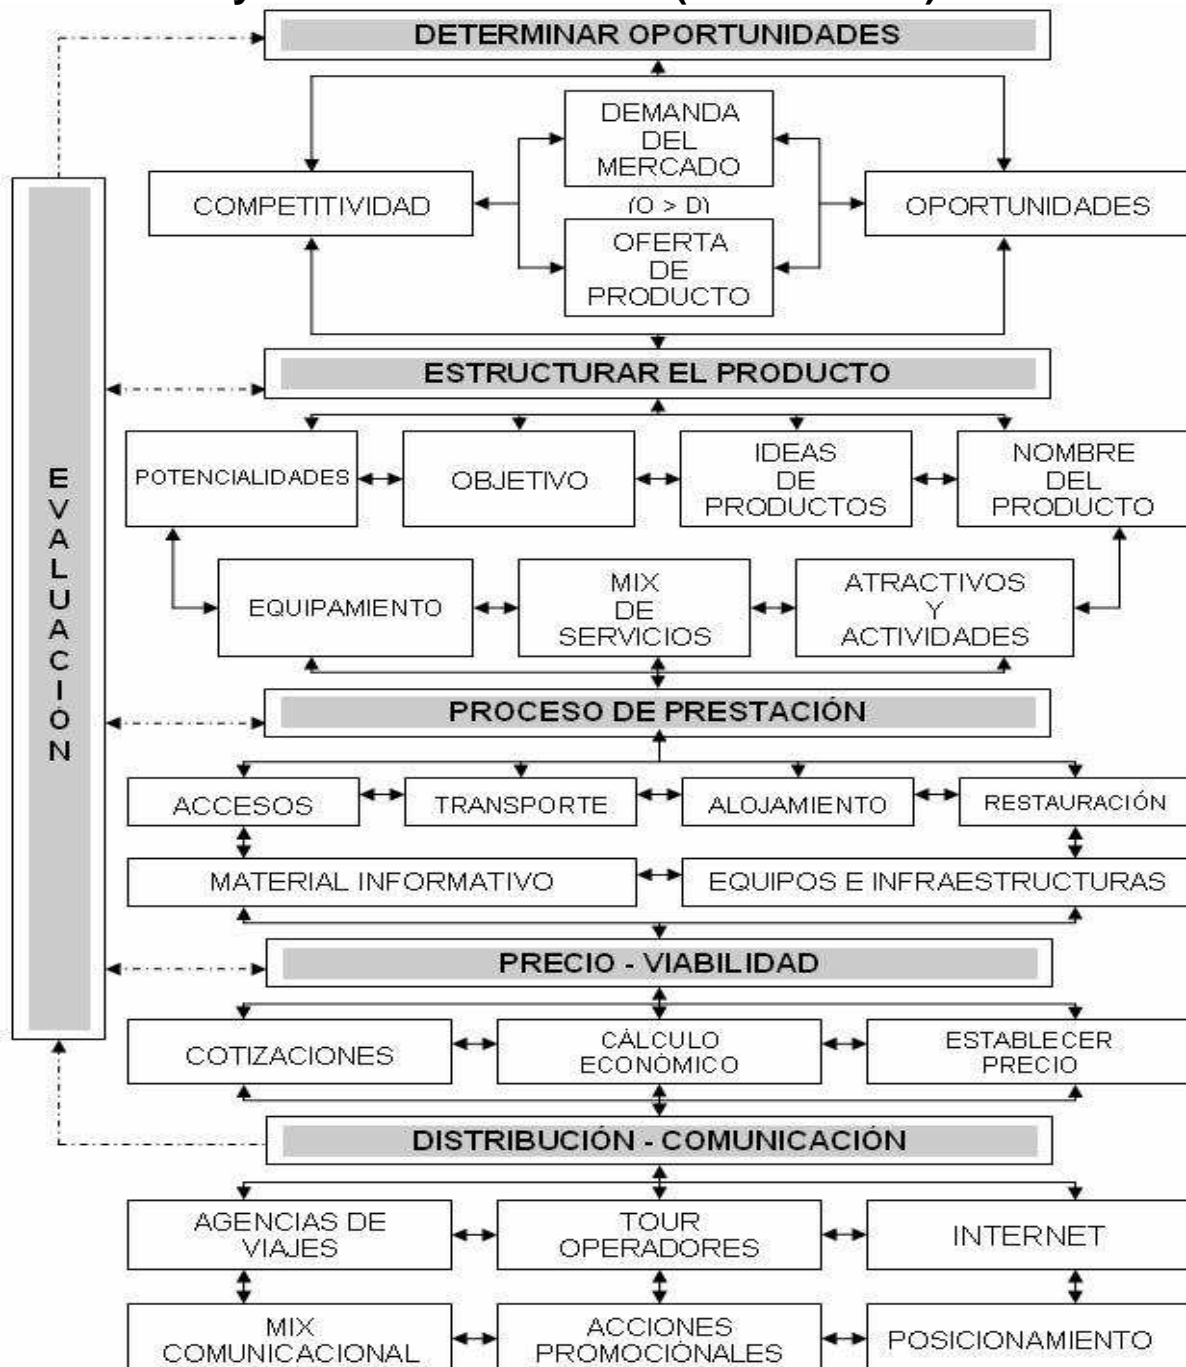 DETERMINAR OPORTUNIDADES
DEMANDA
DEL
MERCADO
COMPETITIVIDAD
(O > D)
OPORTUNIDADES
OFERTA
DE
PRODUCTO
ESTRUCTURAR EL PRODUCTO
POTENCIALIDADES
OBJETIVO
IDEAS
DE
PRODUCTOS
NOMBRE
DEL
PRODUCTO
EVALUACIÓN
EQUIPAMIENTO
MIX
DE
SERVICIOS
ATRACTIVOS
Y
ACTIVIDADES
PROCESO DE PRESTACIÓN
ACCESOS
TRANSPORTE
ALOJAMIENTO
RESTAURACIÓN
MATERIAL INFORMATIVO
EQUIPOS E INFRAESTRUCTURAS
PRECIO - VIABILIDAD
COTIZACIONES
CÁLCULO
ECONÓMICO
ESTABLECER
PRECIO
DISTRIBUCIÓN - COMUNICACIÓN
AGENCIAS DE
VIAJES
TOUR
OPERADORES
INTERNET
MIX
COMUNICACIONAL
ACCIONES
PROMOCIÓNALES
POSICIONAMIENTO